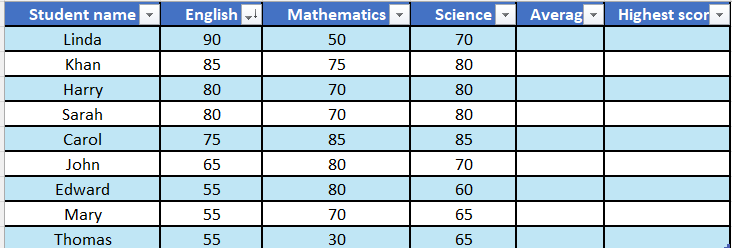 Student name English Mathematics Science Averag Highest scor
Linda 90 50 70
Khan 85 75 80
Harry 80 70 80
Sarah 80 70 80
Carol 75 85 85
John 65 80 70
Edward 55 80 60
Mary 55 70 65
Thomas 55 30 65